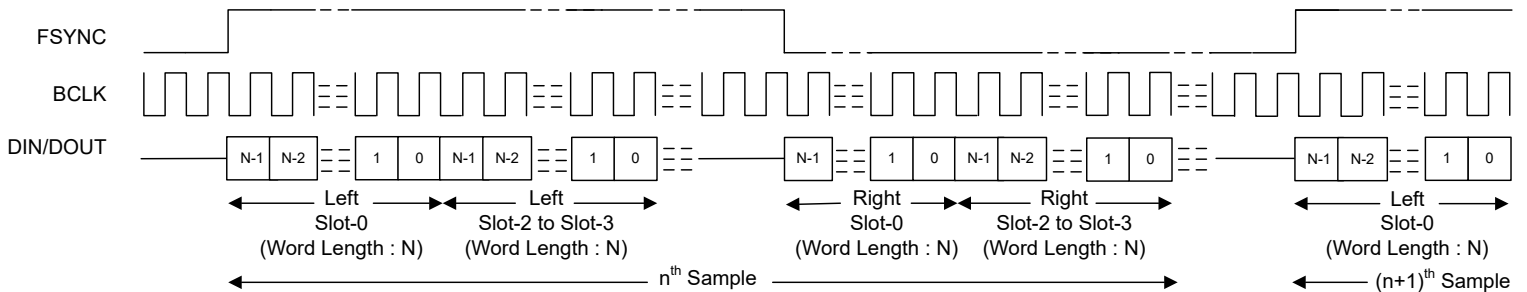 FSYNC
BCLK
DIN/DOUT
N-1 N-2 1 0 N-1 N-2 1 0 N-1 1 0 N-1 N-2 1 0 N-1 N-2 1 0
Left Left Right Right Left
Slot-0 Slot-2 to Slot-3 Slot-0 Slot-2 to Slot-3 Slot-0
(Word Length : N) (Word Length : N) (Word Length : N) (Word Length : N) (Word Length : N)
nth Sample (n+1)th Sample